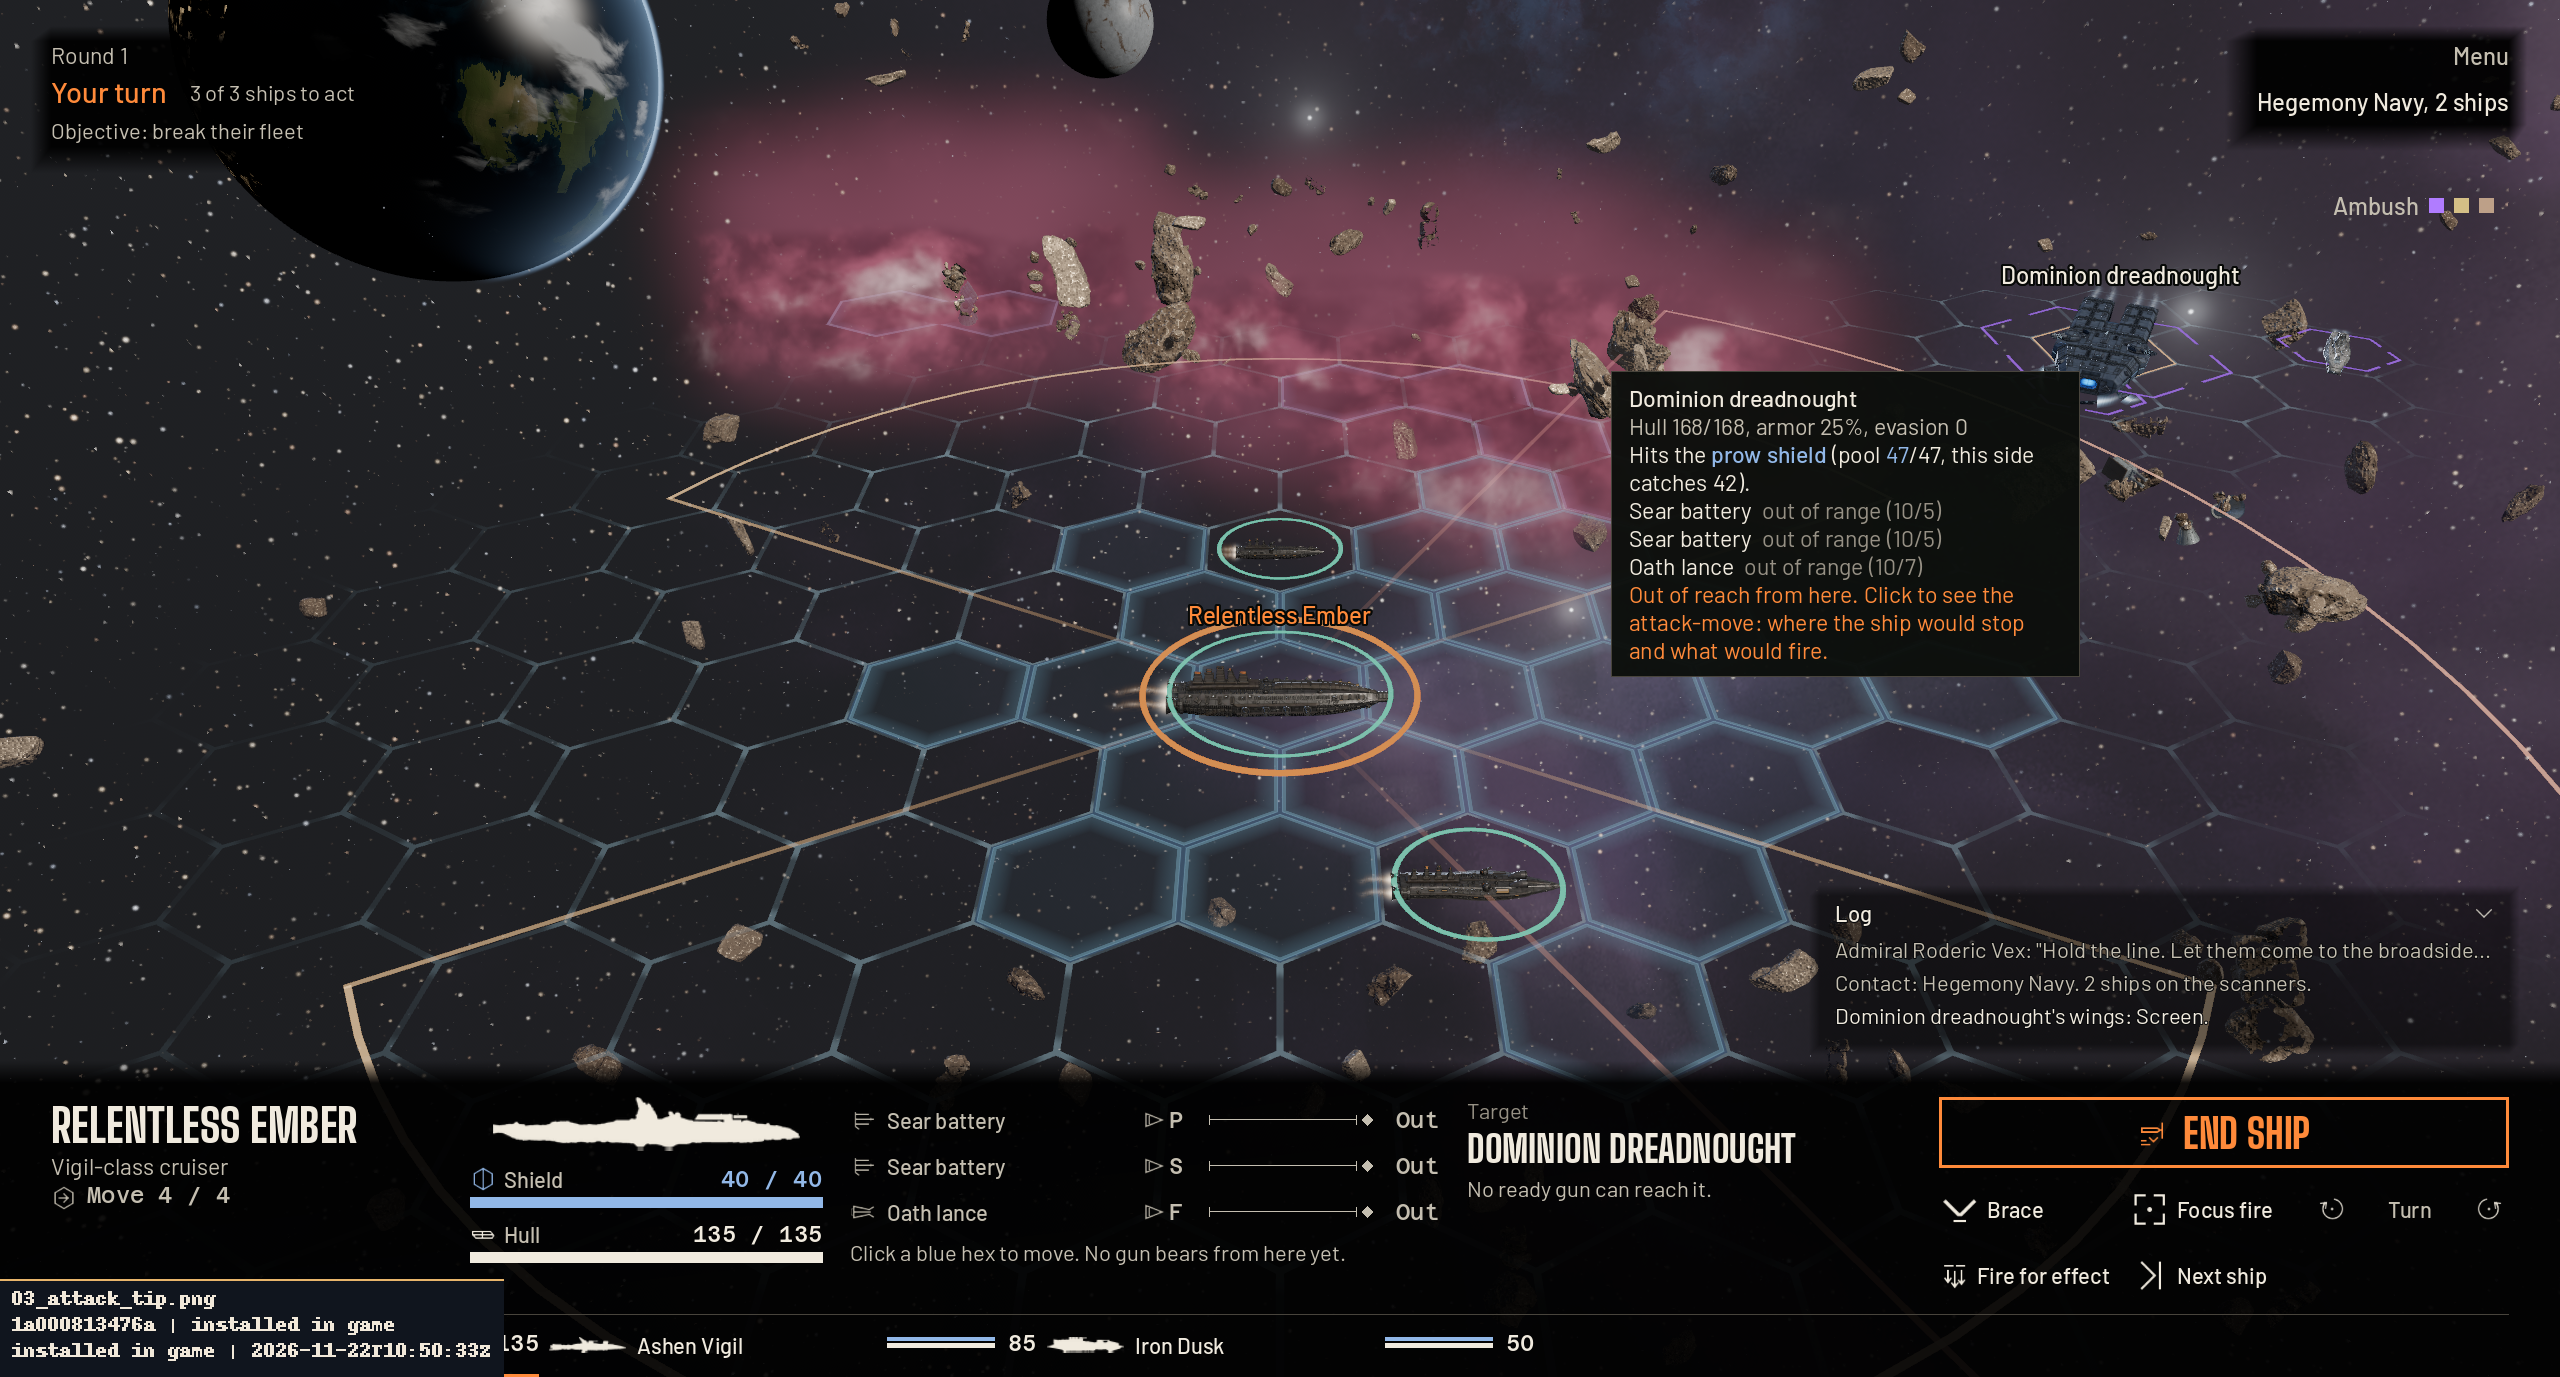 Round 1
Your turn 3 of 3 ships to act
Objective: break their fleet
Menu
Hegemony Navy, 2 ships
Ambush
Dominion dreadnought
Dominion dreadnought
Hull 168/168, armor 25%, evasion 0
Hits the prow shield (pool 47/47, this side
catches 42).
Sear battery out of range (10/5)
Sear battery out of range (10/5)
Oath lance out of range (10/7)
Out of reach from here. Click to see the
attack-move: where the ship would stop
and what would fire.
Relentless Ember
Log
Admiral Roderic Vex: "Hold the line. Let them come to the broadside...
Contact: Hegemony Navy. 2 ships on the scanners.
Dominion dreadnought's wings: Screen.
RELENTLESS EMBER
Vigil-class cruiser
Move 4 / 4
Shield 40 / 40
Hull 135 / 135
Sear battery P Out
Sear battery S Out
Oath lance F Out
Click a blue hex to move. No gun bears from here yet.
Target
DOMINION DREADNOUGHT
No ready gun can reach it.
END SHIP
Brace Focus fire Turn
Fire for effect Next ship
03_attack_tip.png
1a000813476a | installed in game
installed in game | 2026-11-22T10:50:33Z
135 Ashen Vigil 85 Iron Dusk 50